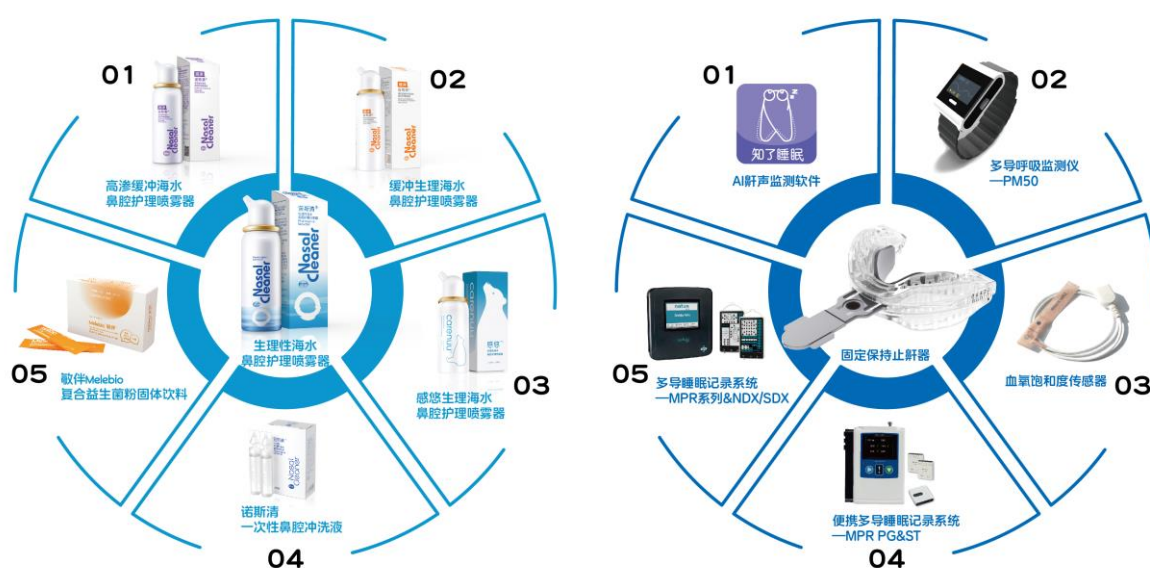 01
高渗缓冲海水
鼻腔护理喷雾器
02
缓冲生理海水
鼻腔护理喷雾器
Nasal
Cleaner
生理性海水
鼻腔护理喷雾器
carenuu
感悠
感悠生理海水
鼻腔护理喷雾器
03
诺斯清
一次性鼻腔冲洗液
04
05
敏伴Melebio
复合益生菌粉固体饮料
01
知了睡眠
AI鼾声监测软件
02
多导呼吸监测仪
—PM50
固定保持止鼾器
血氧饱和度传感器
03
便携多导睡眠记录系统
—MPR PG&ST
04
05
多导睡眠记录系统
—MPR系列&NDX/SDX